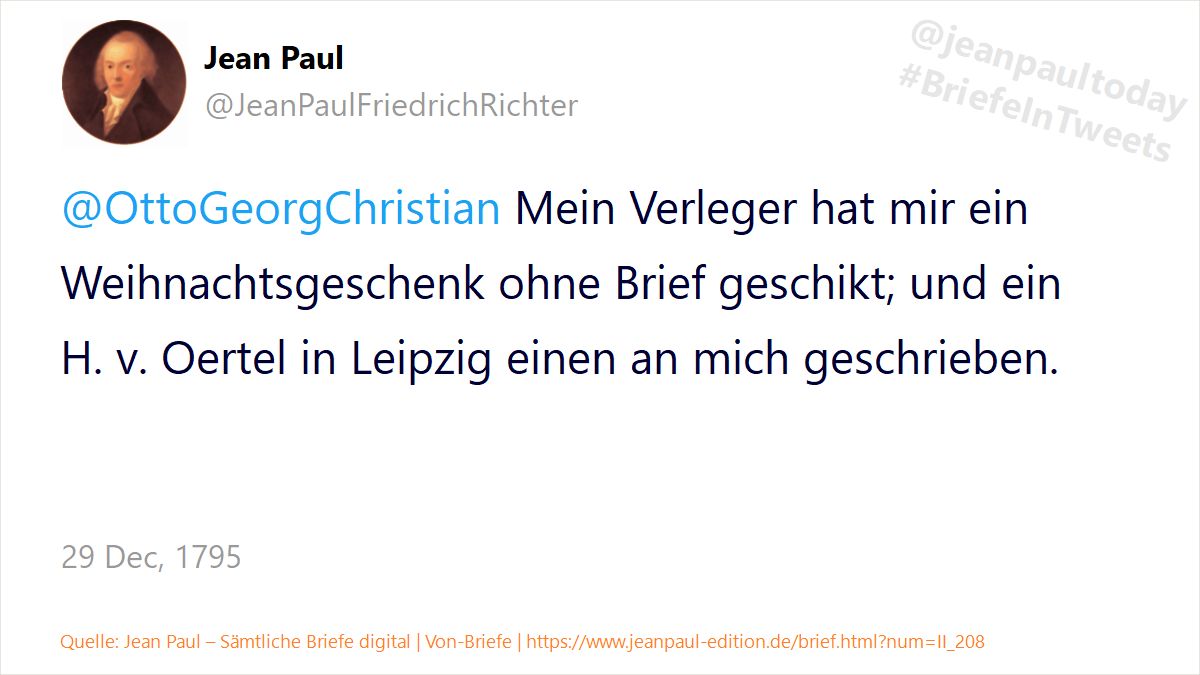 Jean Paul
@JeanPaulFriedrichRichter
@jeanpaultoday
#BriefeInTweets
@OttoGeorgChristian Mein Verleger hat mir ein
Weihnachtsgeschenk ohne Brief geschikt; und ein
H. v. Oertel in Leipzig einen an mich geschrieben.
29 Dec, 1795
Quelle: Jean Paul – Sämtliche Briefe digital | Von-Briefe | https://www.jeanpaul-edition.de/brief.html?num=II_208